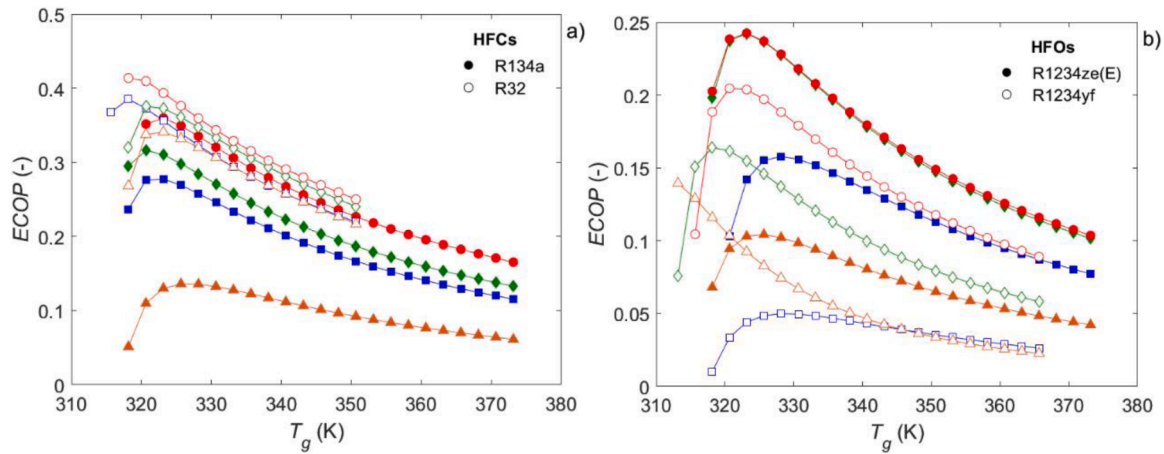 a)
HFCs
R134a
R32
0.5
0.4
0.3
0.2
0.1
0
ECOP (-)
310 320 330 340 350 360 370 380
T_g (K)
b)
HFOs
R1234ze(E)
R1234yf
0.25
0.2
0.15
0.1
0.05
0
ECOP (-)
310 320 330 340 350 360 370 380
T_g (K)